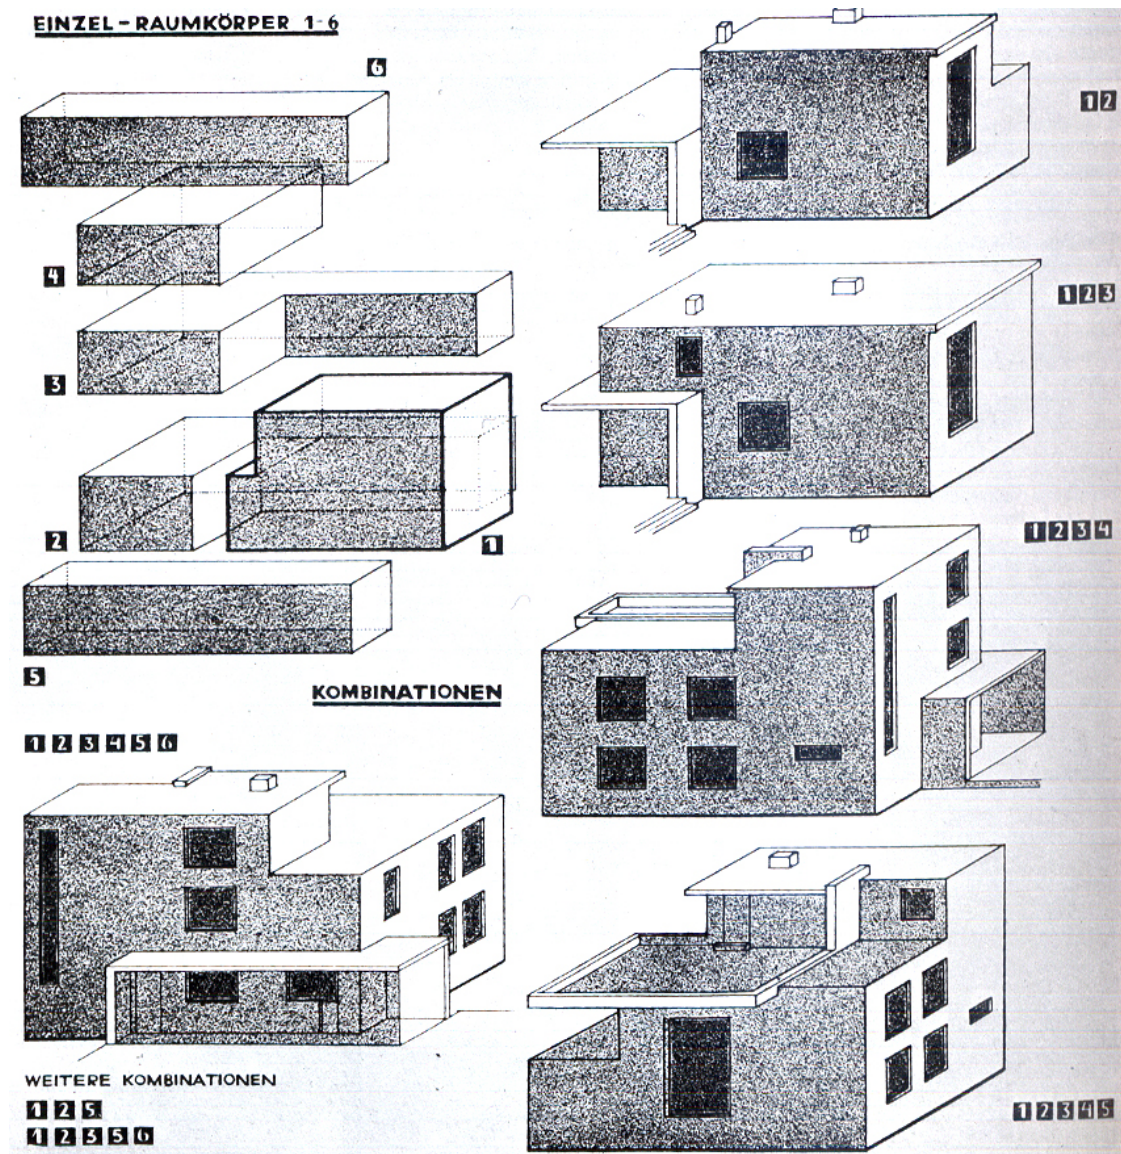 EINZEL-RAUMKÖRPER 1-6
6
4
3
2
1
5
KOMBINATIONEN
1 2 3 4 5 6
WEITERE KOMBINATIONEN
1 2 5
1 2 3 5 6
1 2
1 2 3
1 2 3 4
1 2 3 4 5